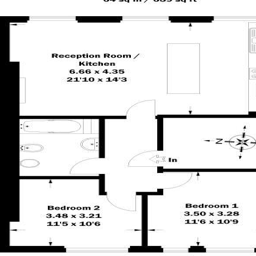 64 sq m / 689 sq ft
Reception Room /
Kitchen
6.66 x 4.35
21'10 x 14'3
N
In
Bedroom 2
3.48 x 3.21
11'5 x 10'6
Bedroom 1
3.50 x 3.28
11'6 x 10'9